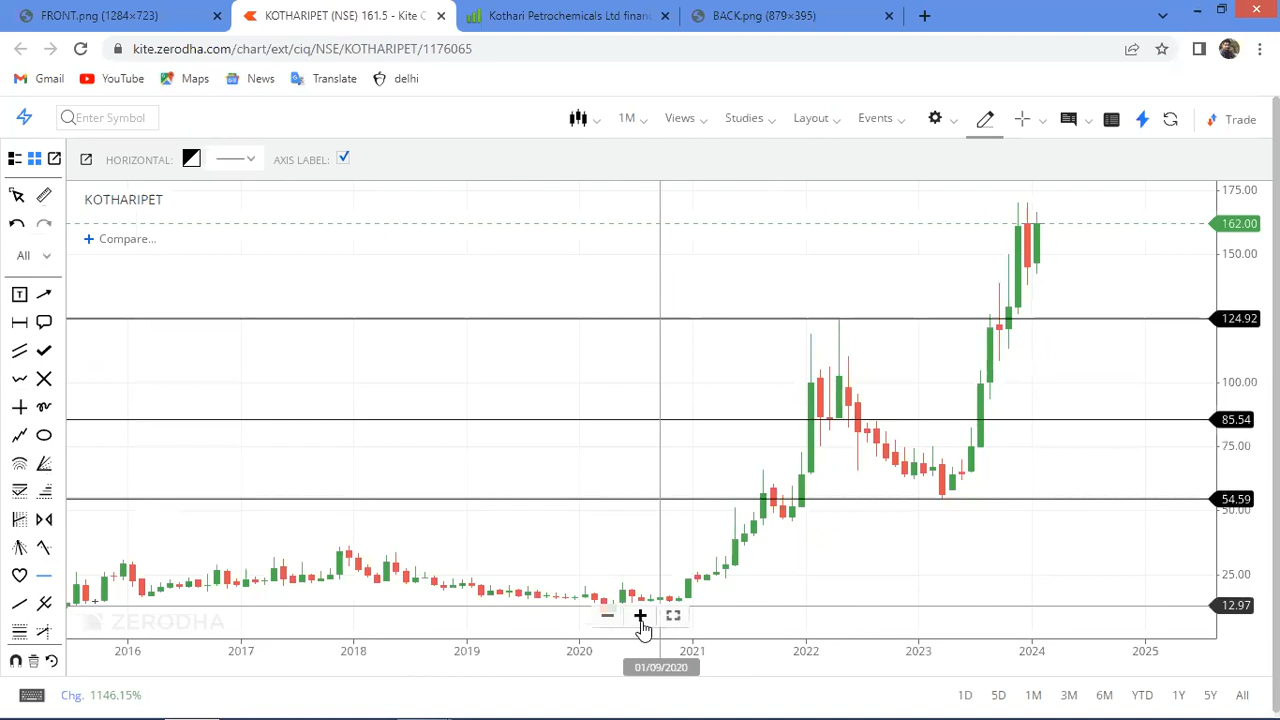 FRONT.png (1284×723)
KOTHARIPET (NSE) 161.5 - Kite C
Kothari Petrochemicals Ltd finan
BACK.png (879×395)
kite.zerodha.com/chart/ext/ciq/NSE/KOTHARIPET/1176065
Gmail YouTube Maps News Translate delhi
Enter Symbol 1M Views Studies Layout Events Trade
HORIZONTAL: AXIS LABEL:
KOTHARIPET
Compare...
All
175.00
162.00
150.00
124.92
100.00
85.54
75.00
54.59
50.00
25.00
12.97
ZERODHA
2016 2017 2018 2019 2020 2021 2022 2023 2024 2025
01/09/2020
Chg. 1146.15% 1D 5D 1M 3M 6M YTD 1Y 5Y All